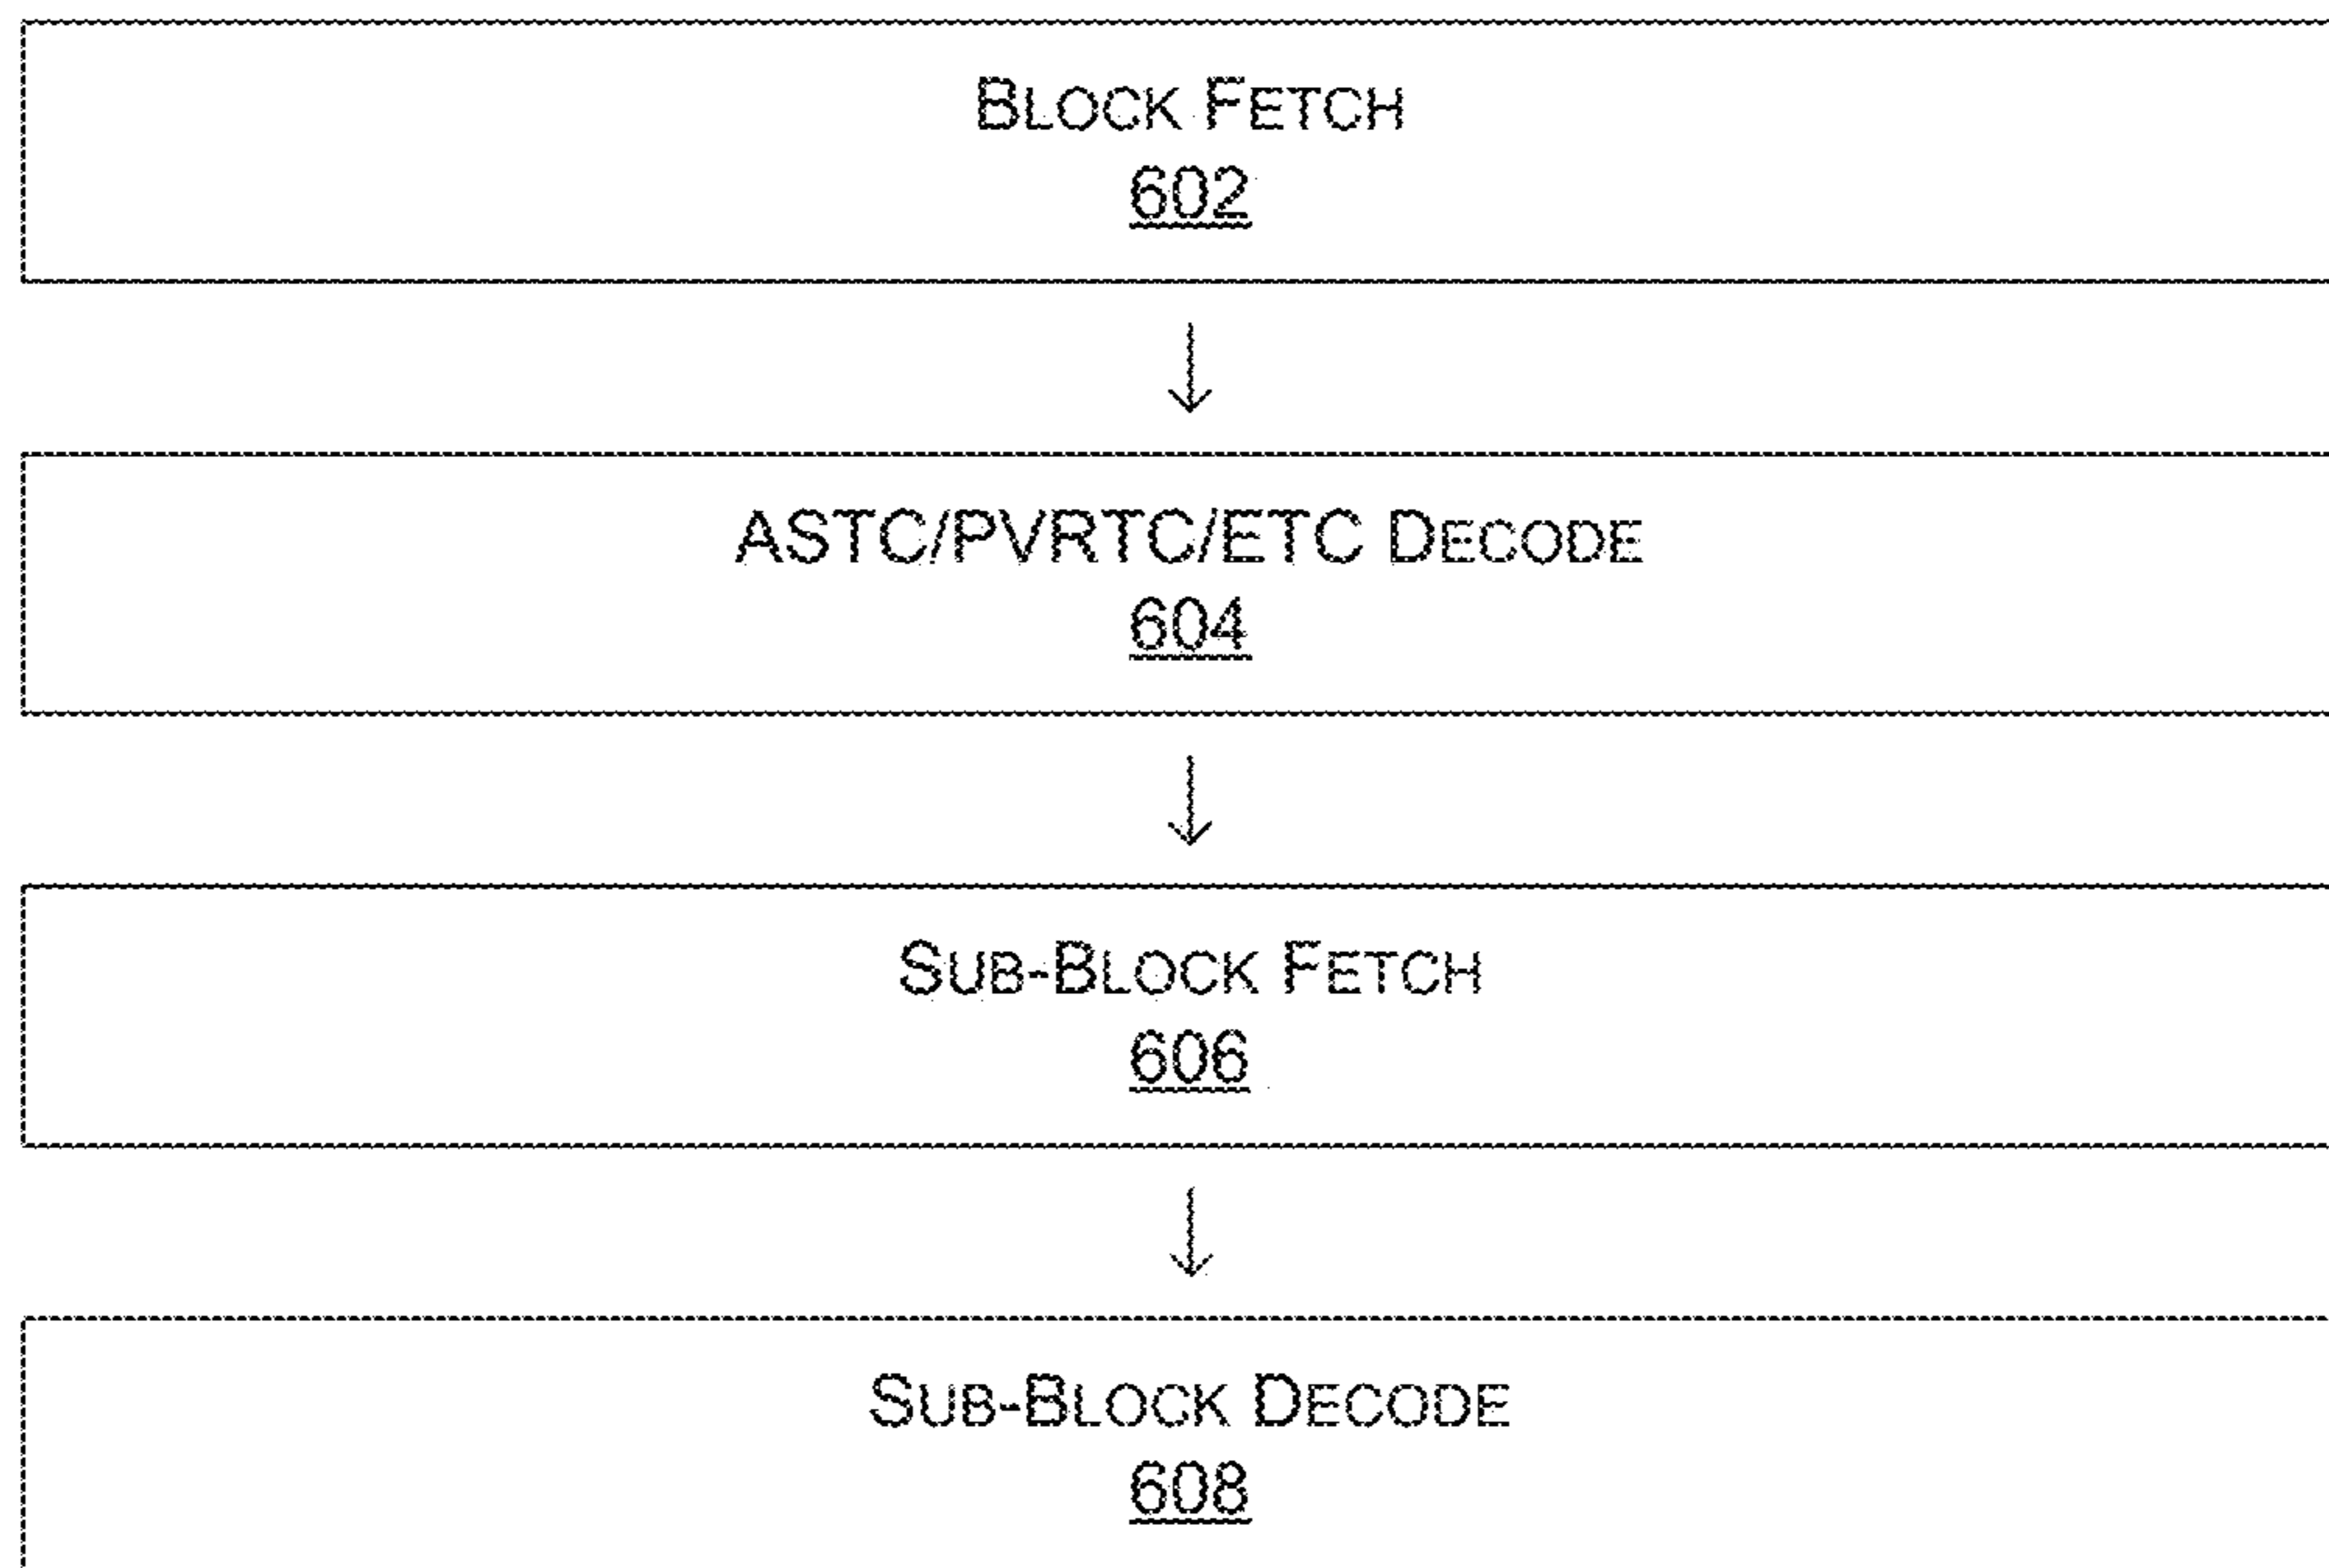 BLOCK FETCH
602
ASTC/PVRTC/ETC DECODE
604
SUB-BLOCK FETCH
606
SUB-BLOCK DECODE
608